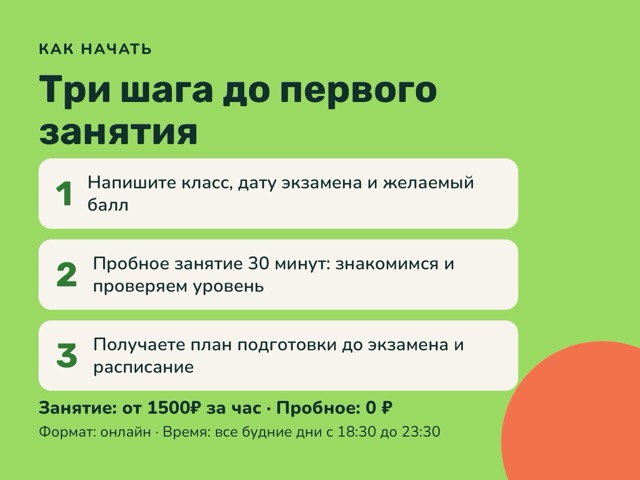 КАК НАЧАТЬ
Три шага до первого
занятия
1 Напишите класс, дату экзамена и желаемый
балл
2 Пробное занятие 30 минут: знакомимся и
проверяем уровень
3 Получаете план подготовки до экзамена и
расписание
Занятие: от 1500₽ за час · Пробное: 0 ₽
Формат: онлайн · Время: все будние дни с 18:30 до 23:30